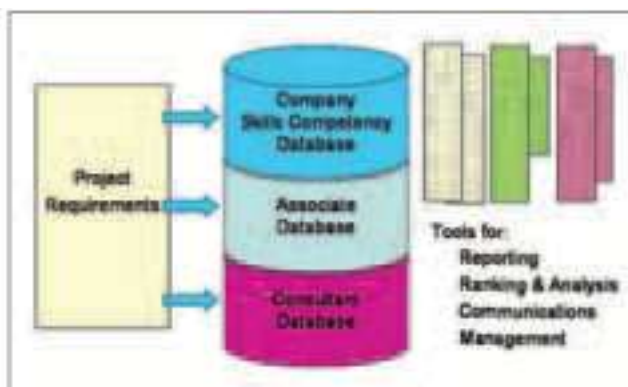 Project
Requirements
Company
Skills Competency
Database
Associate
Database
Consultant
Database
Tools for:
Reporting
Ranking & Analysis
Communications
Management